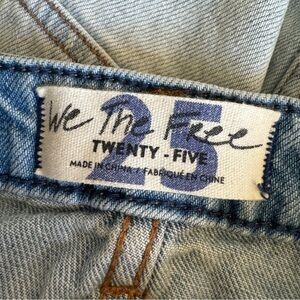 We The Free
25
TWENTY - FIVE
MADE IN CHINA / FABRIQUÉ EN CHINE